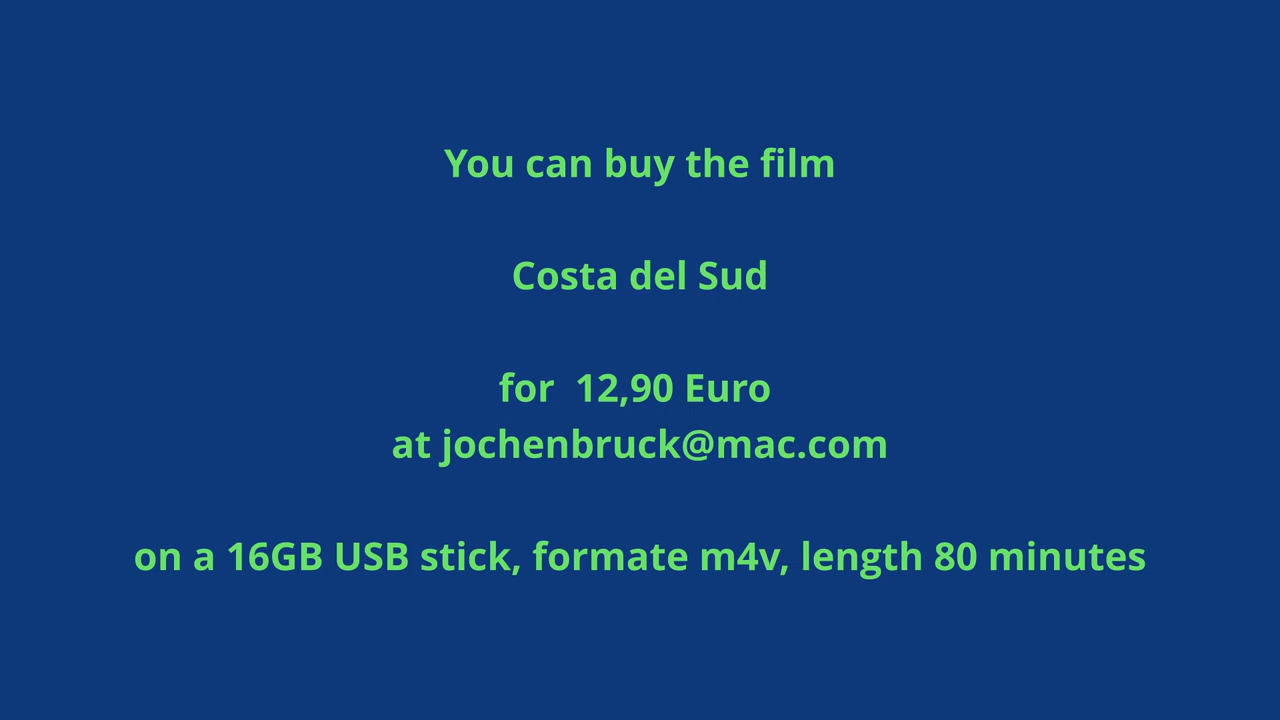 You can buy the film
Costa del Sud
for  12,90 Euro
at jochenbruck@mac.com
on a 16GB USB stick, formate m4v, length 80 minutes